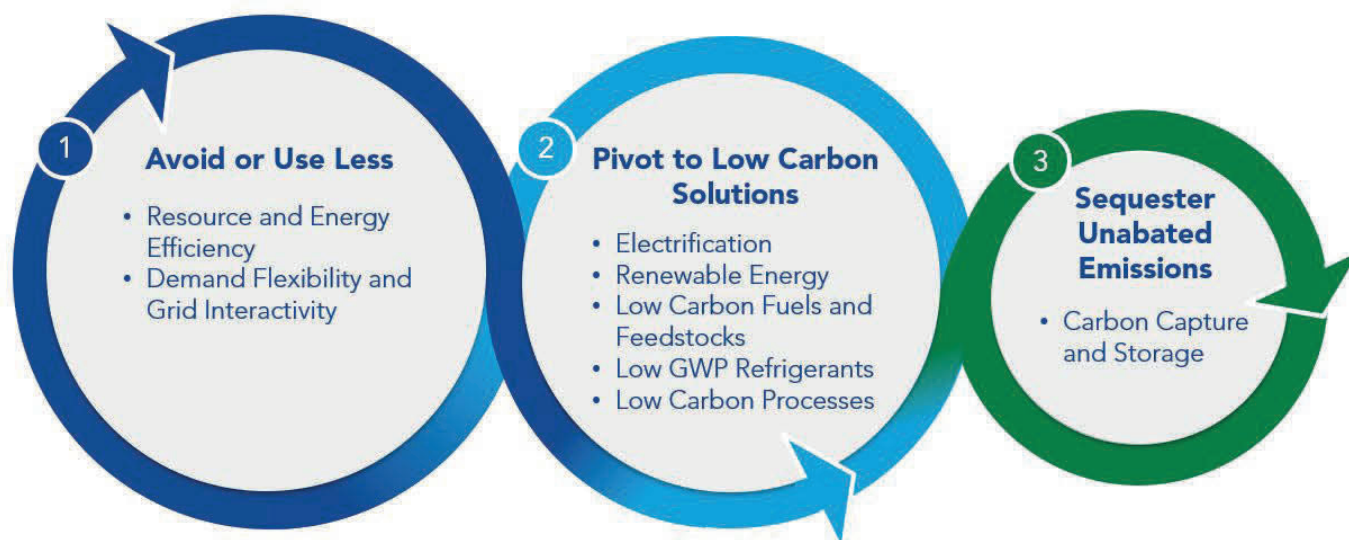 1
Avoid or Use Less
• Resource and Energy
Efficiency
• Demand Flexibility and
Grid Interactivity
2
Pivot to Low Carbon
Solutions
• Electrification
• Renewable Energy
• Low Carbon Fuels and
Feedstocks
• Low GWP Refrigerants
• Low Carbon Processes
3
Sequester
Unabated
Emissions
• Carbon Capture
and Storage